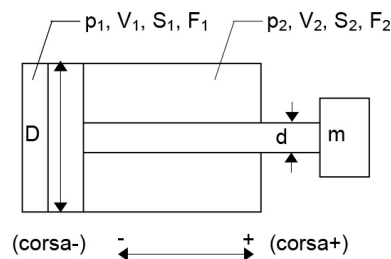 p₁, V₁, S₁, F₁ p₂, V₂, S₂, F₂
D d m
(corsa-) - + (corsa+)